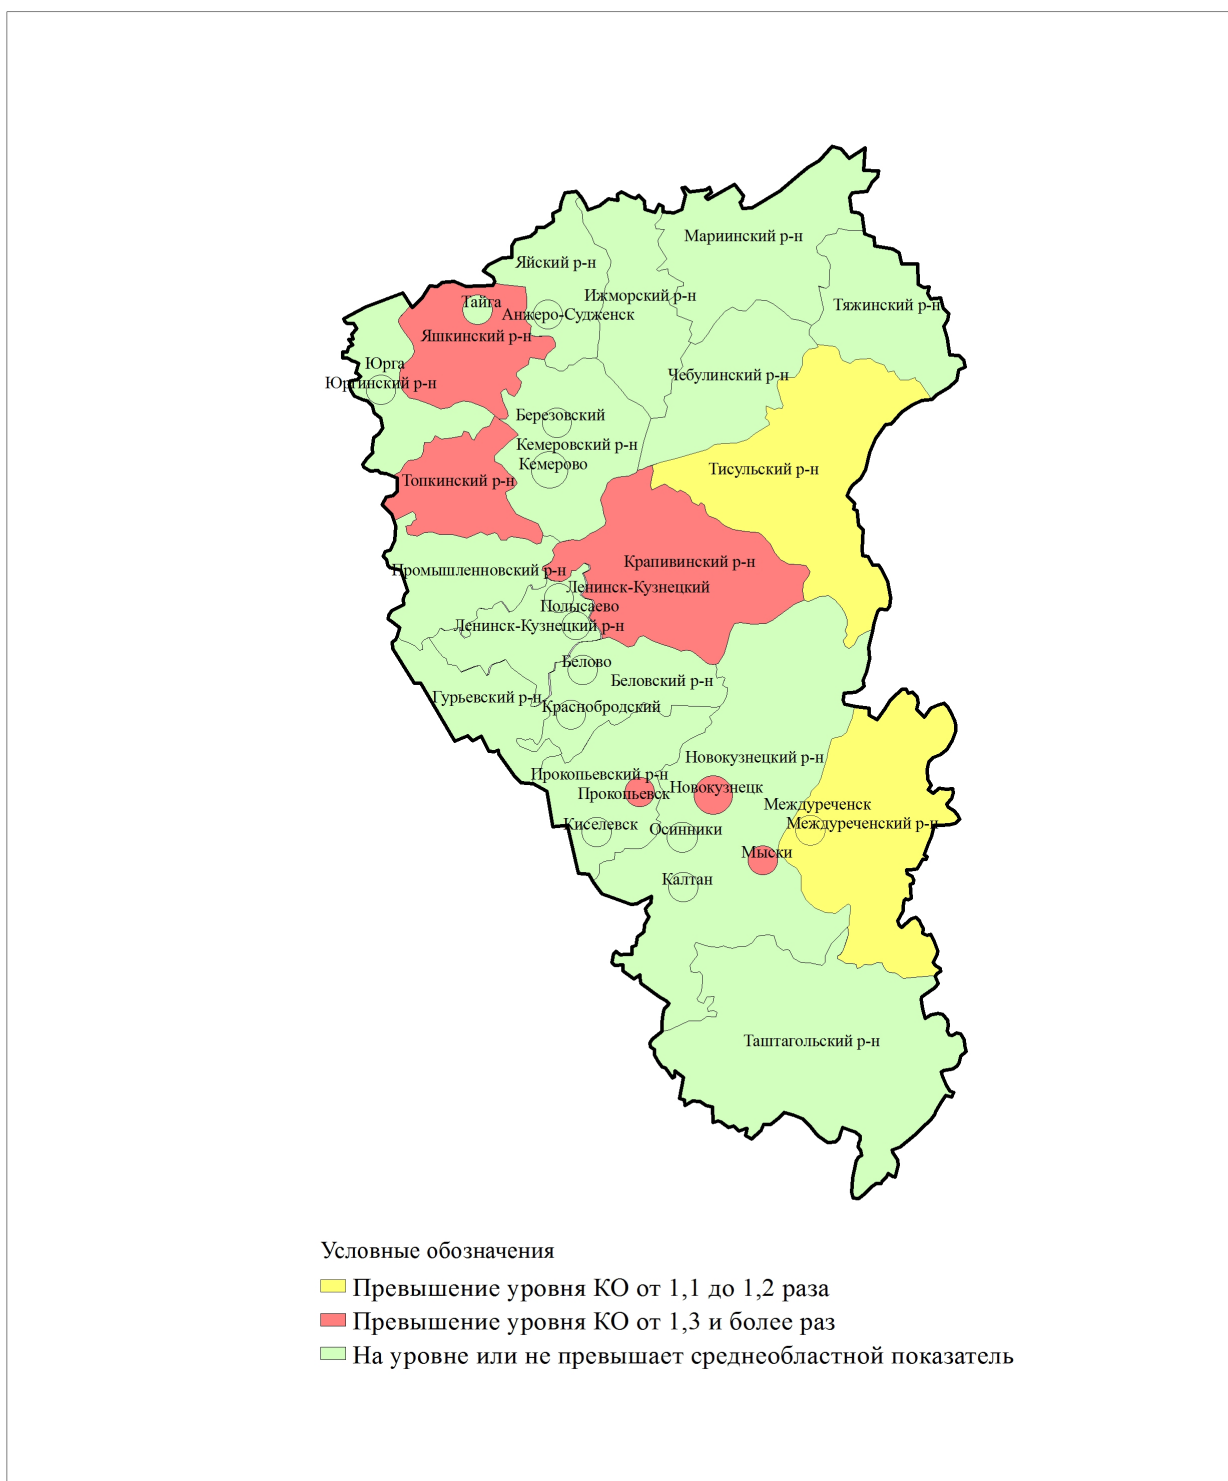 Мариинский р-н
Яйский р-н
Ижморский р-н
Тяжинский р-н
Тайга
Анжеро-Судженск
Яшкинский р-н
Юрга
Чебулинский р-н
Юргинский р-н
Березовский
Кемеровский р-н
Кемерово
Тисульский р-н
Топкинский р-н
Крапивинский р-н
Промышленновский р-н
Ленинск-Кузнецкий
Полысаево
Ленинск-Кузнецкий р-н
Белово
Беловский р-н
Гурьевский р-н
Краснобродский
Новокузнецкий р-н
Прокопьевский р-н
Новокузнецк
Прокопьевск
Междуреченск
Киселевск
Осинники
Междуреченский р-н
Мыски
Калтан
Таштагольский р-н
Условные обозначения
Превышение уровня КО от 1,1 до 1,2 раза
Превышение уровня КО от 1,3 и более раз
На уровне или не превышает среднеобластной показатель